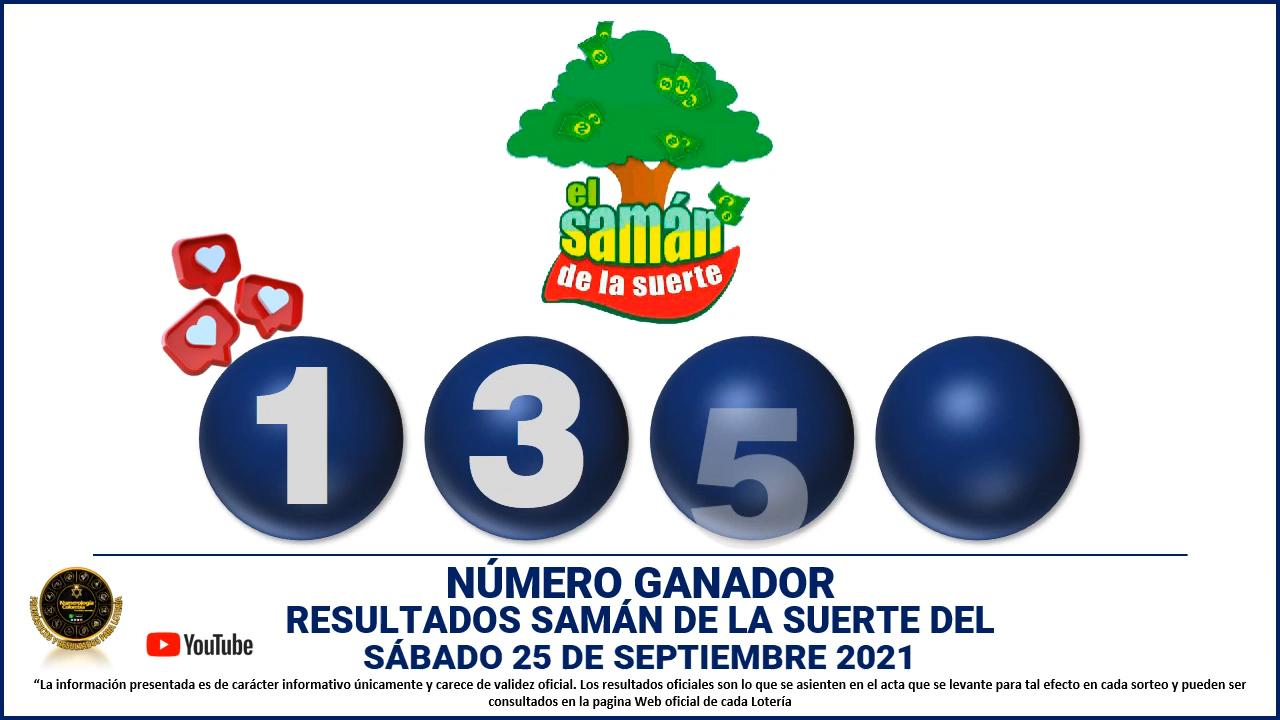 el
samán
de la suerte
1 3 5
NÚMERO GANADOR
RESULTADOS SAMÁN DE LA SUERTE DEL
SÁBADO 25 DE SEPTIEMBRE 2021
Numerología
Colombia
YouTube
“La información presentada es de carácter informativo únicamente y carece de validez oficial. Los resultados oficiales son lo que se asienten en el acta que se levante para tal efecto en cada sorteo y pueden ser
consultados en la pagina Web oficial de cada Lotería